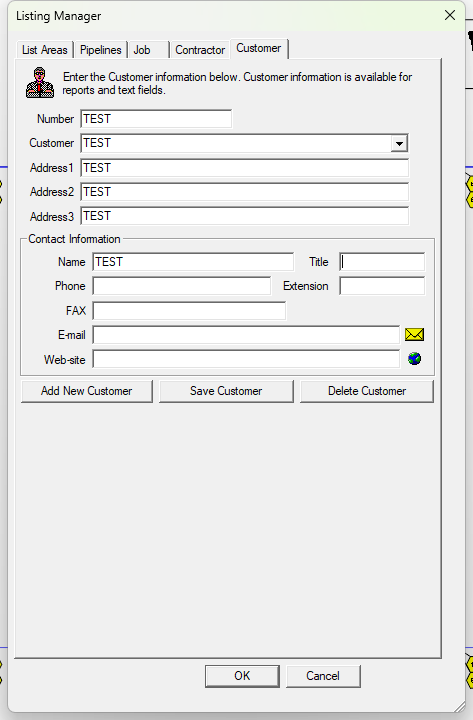 Listing Manager
List Areas Pipelines Job Contractor Customer
Enter the Customer information below. Customer information is available for
reports and text fields.
Number TEST
Customer TEST
Address1 TEST
Address2 TEST
Address3 TEST
Contact Information
Name TEST Title
Phone Extension
FAX
E-mail
Web-site
Add New Customer Save Customer Delete Customer
OK Cancel